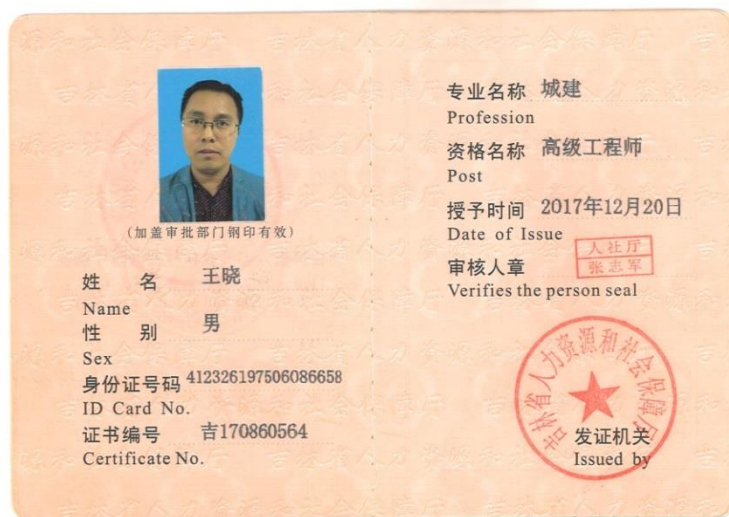 (加盖审批部门钢印有效)
姓 名 王晓
Name
性 别 男
Sex
身份证号码 412326197506086658
ID Card No.
证书编号 吉170860564
Certificate No.
专业名称 城建
Profession
资格名称 高级工程师
Post
授予时间 2017年12月20日
Date of Issue
人社厅
张志军
审核人章
Verifies the person seal
吉林省人力资源和社会保障厅
发证机关
Issued by